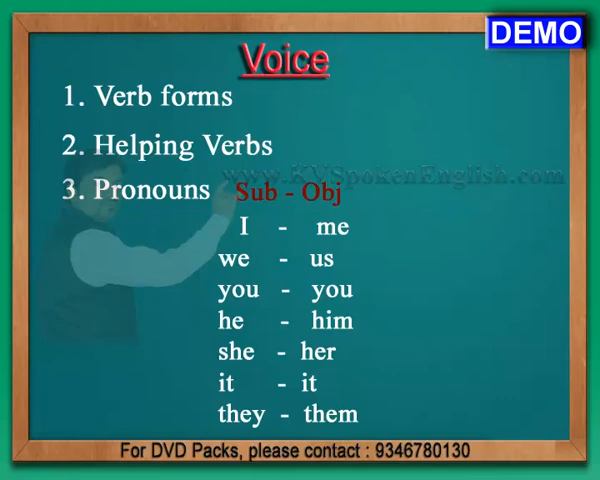 DEMO
Voice
1. Verb forms
2. Helping Verbs
www.KVSpokenEnglish.com
3. Pronouns Sub - Obj
I - me
we - us
you - you
he - him
she - her
it - it
they - them
For DVD Packs, please contact : 9346780130